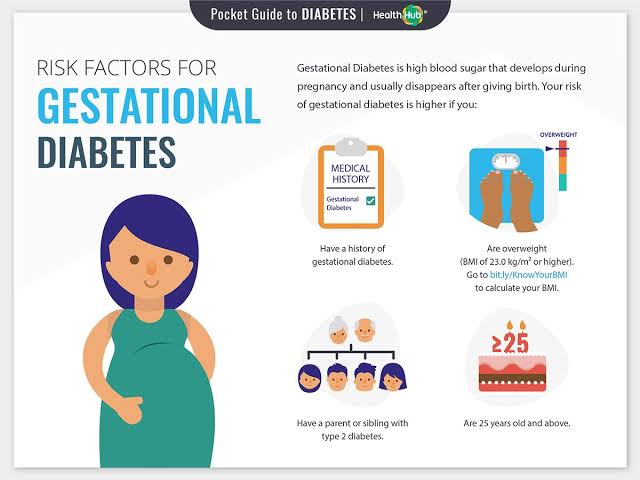 Pocket Guide to DIABETES | HealthHub
RISK FACTORS FOR
GESTATIONAL
DIABETES
Gestational Diabetes is high blood sugar that develops during
pregnancy and usually disappears after giving birth. Your risk
of gestational diabetes is higher if you:
MEDICAL
HISTORY
Gestational
Diabetes
Have a history of
gestational diabetes.
OVERWEIGHT
Are overweight
(BMI of 23.0 kg/m² or higher).
Go to bit.ly/KnowYourBMI
to calculate your BMI.
Have a parent or sibling with
type 2 diabetes.
≥25
Are 25 years old and above.